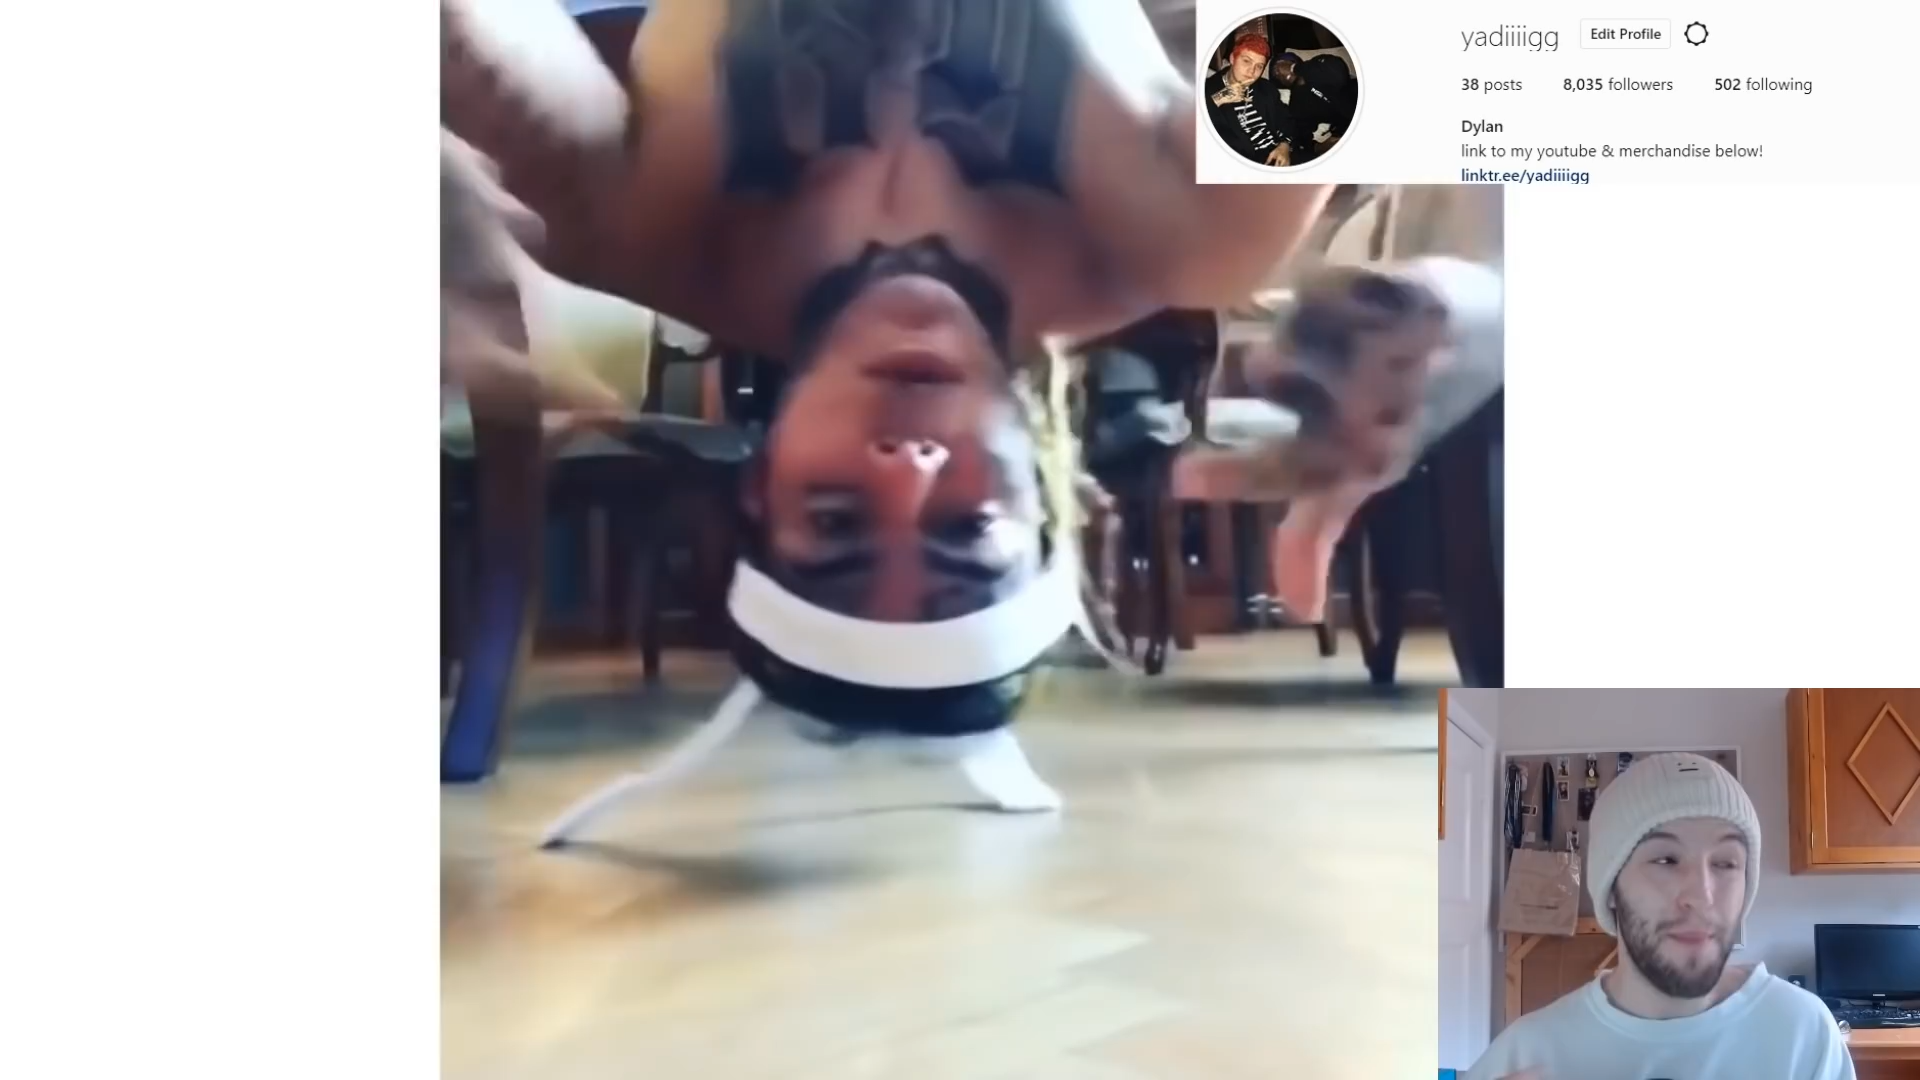 yadiiiigg Edit Profile
38 posts 8,035 followers 502 following
Dylan
link to my youtube & merchandise below!
linktr.ee/yadiiiigg